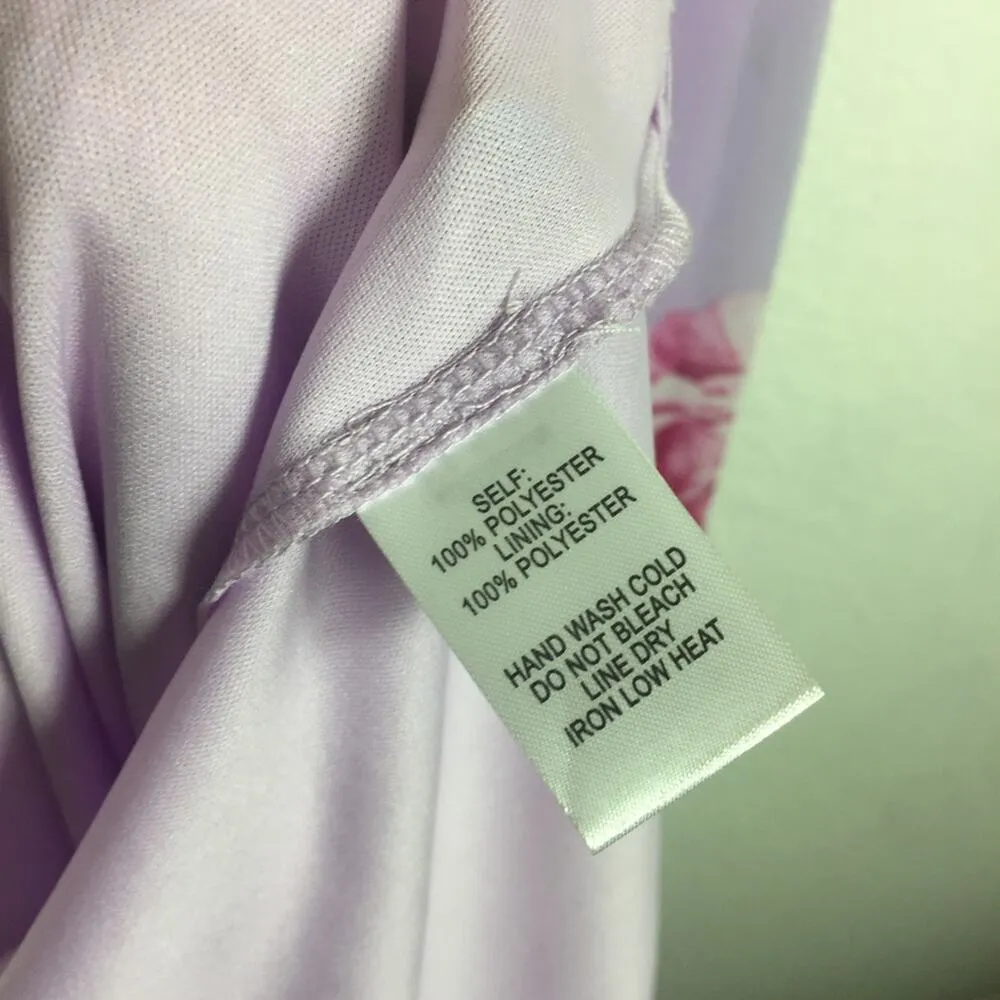 SELF:
100% POLYESTER
LINING:
100% POLYESTER
HAND WASH COLD
DO NOT BLEACH
LINE DRY
IRON LOW HEAT